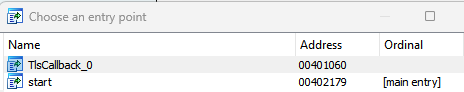 Choose an entry point
Name Address Ordinal
TlsCallback_0 00401060
start 00402179 [main entry]